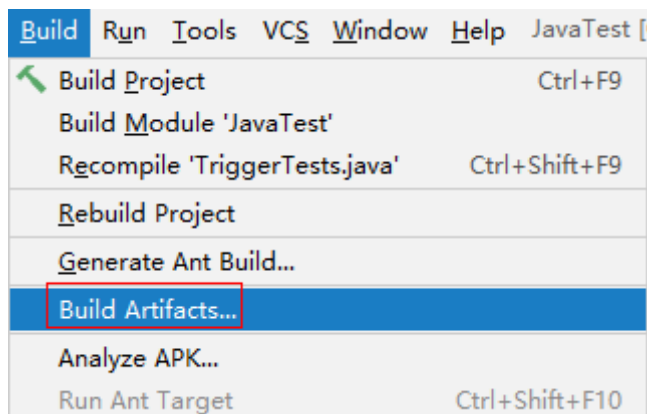 Build Run Tools VCS Window Help JavaTest [
Build Project Ctrl+F9
Build Module 'JavaTest'
Recompile 'TriggerTests.java' Ctrl+Shift+F9
Rebuild Project
Generate Ant Build...
Build Artifacts...
Analyze APK...
Run Ant Target Ctrl+Shift+F10